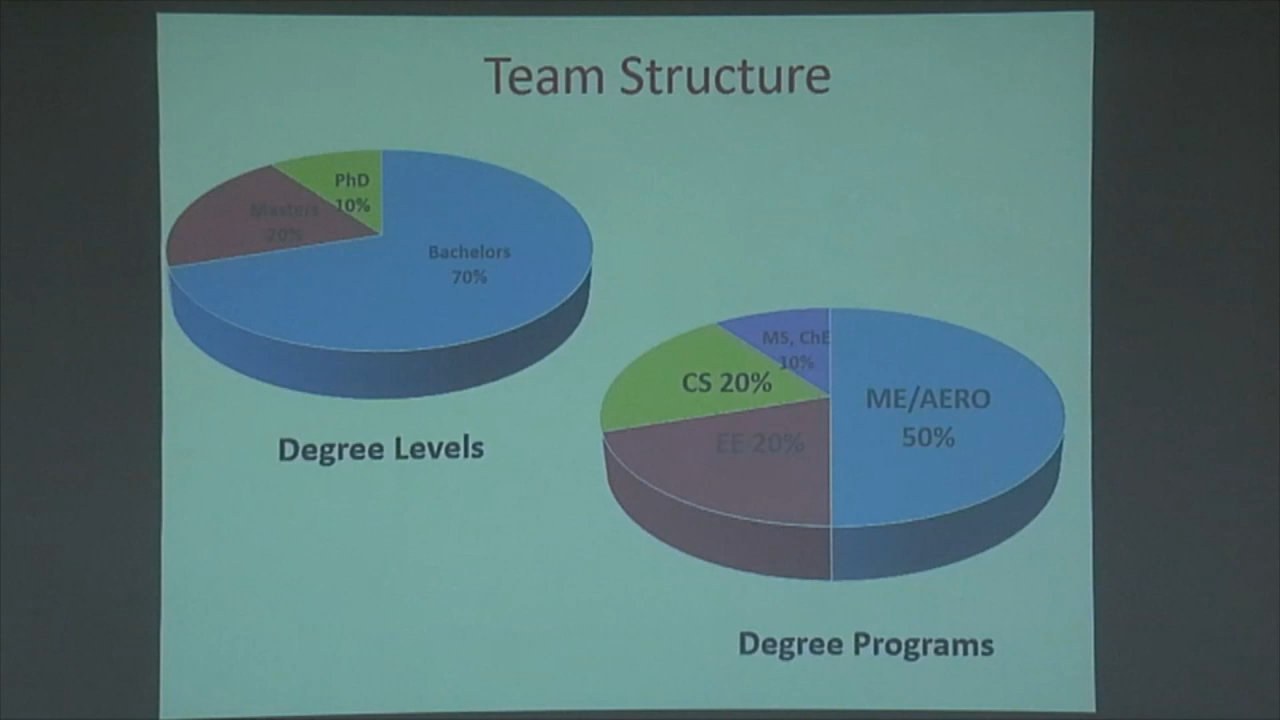 Team Structure
PhD
10%
Masters
20%
Bachelors
70%
Degree Levels
MS, ChE
10%
CS 20%
ME/AERO
50%
EE 20%
Degree Programs